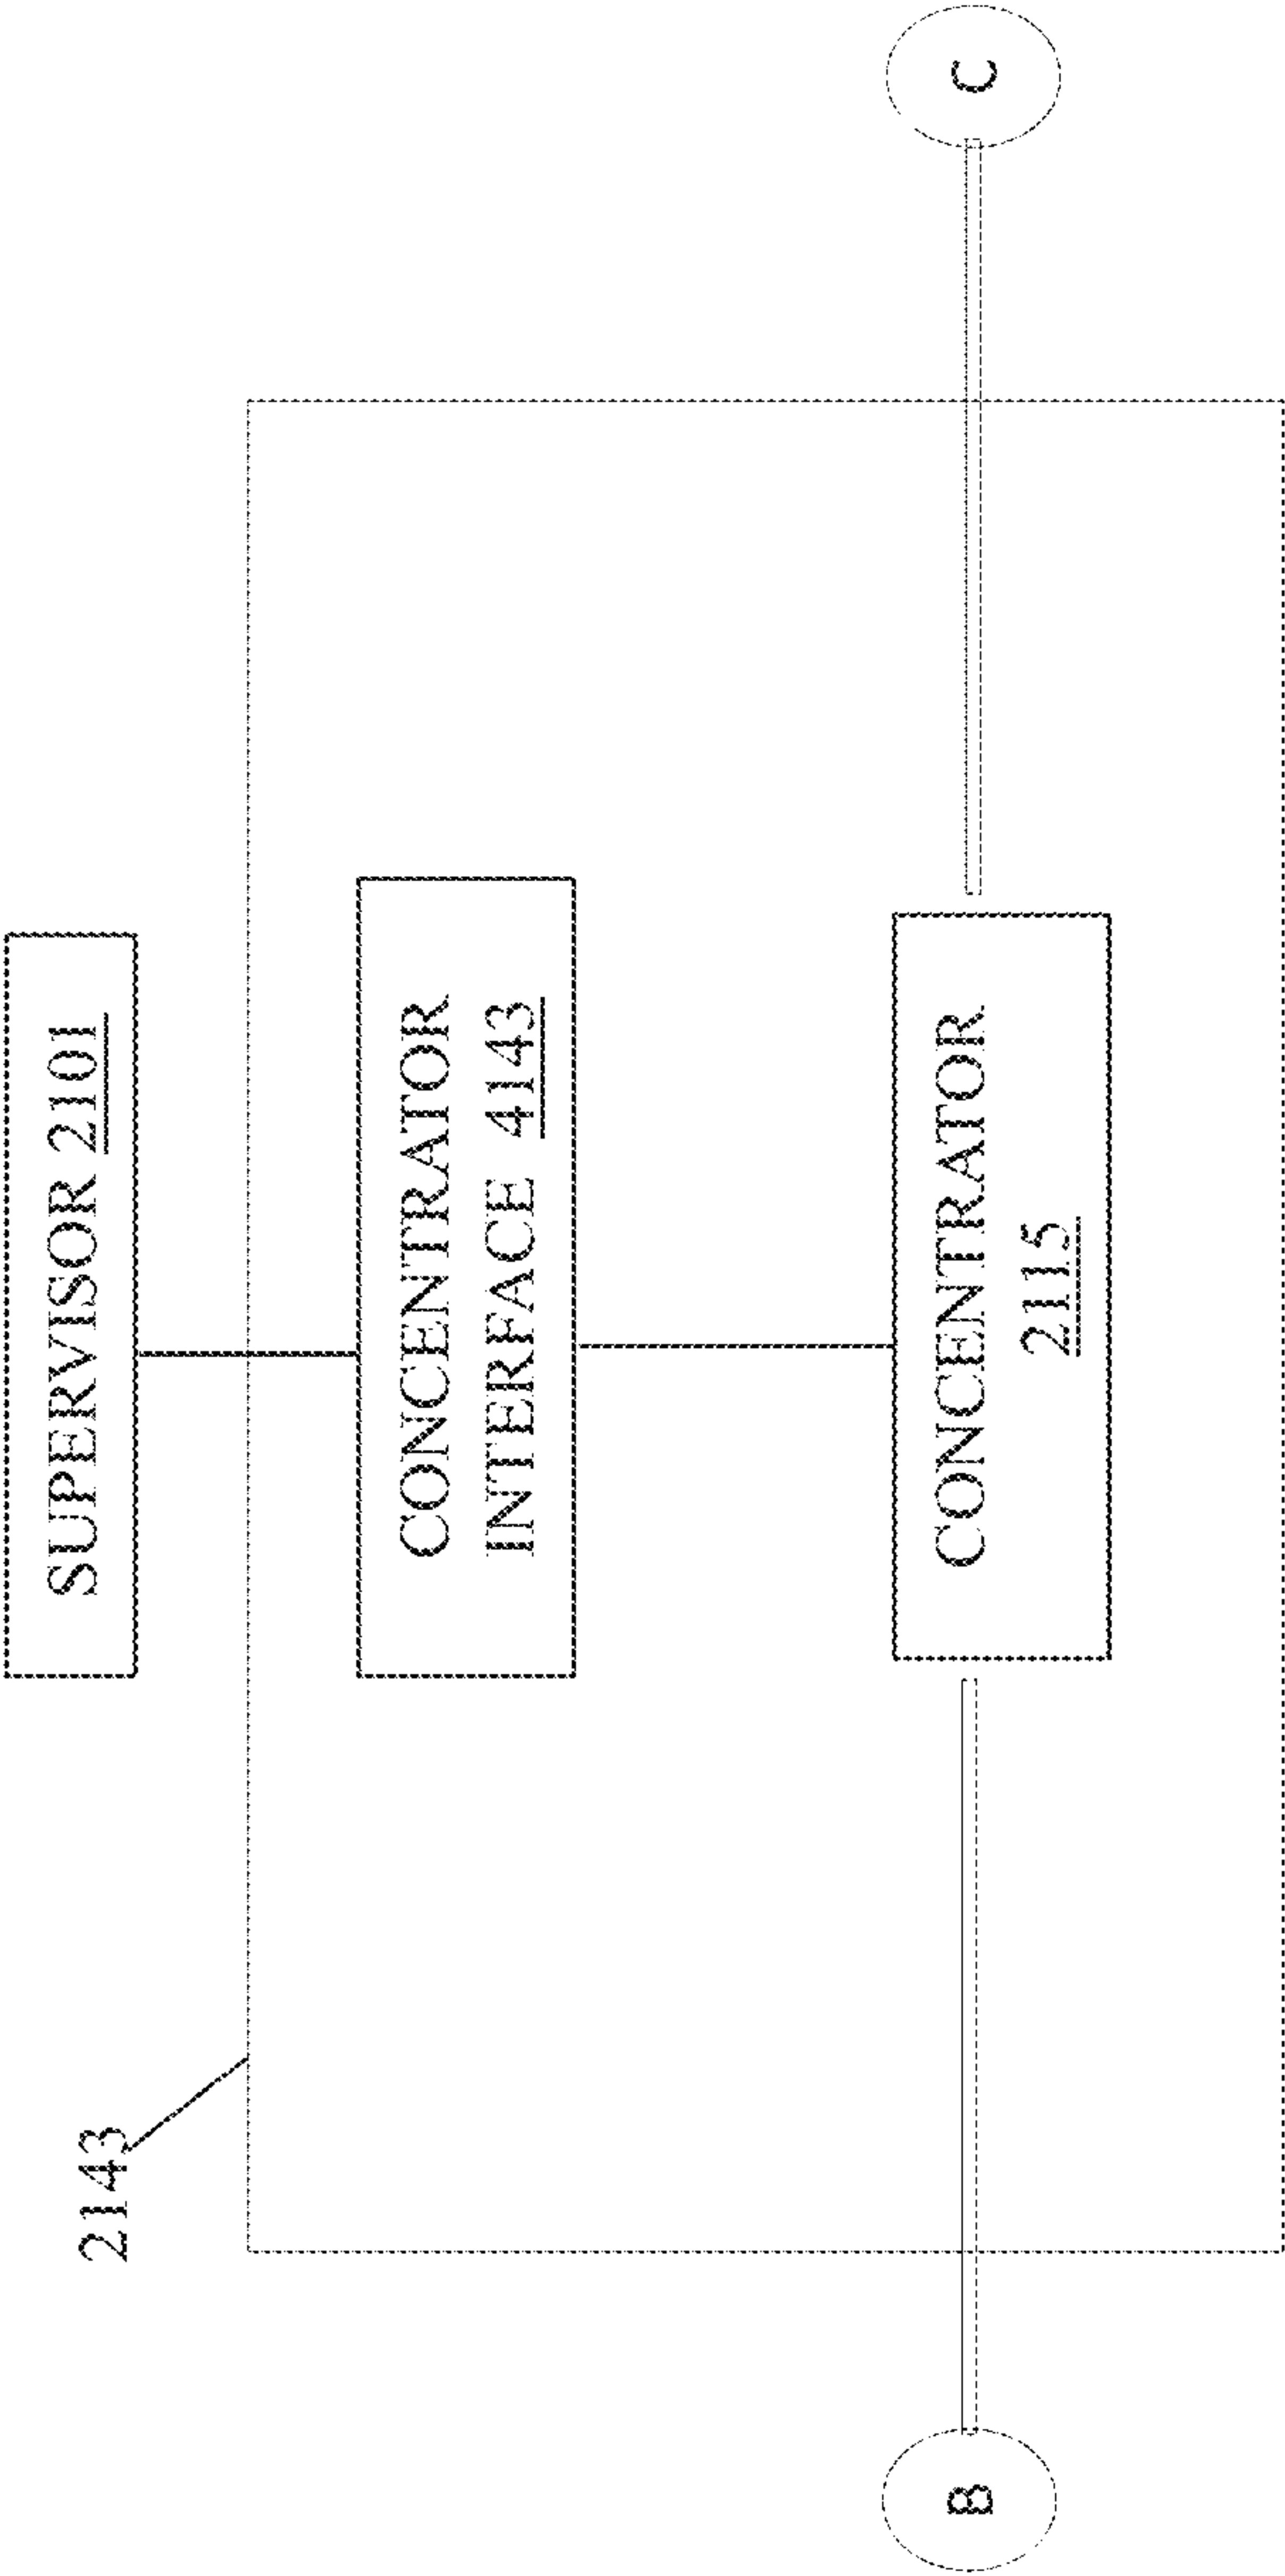 SUPERVISOR 2101
2143
CONCENTRATOR
INTERFACE 4143
B
CONCENTRATOR
2115
C